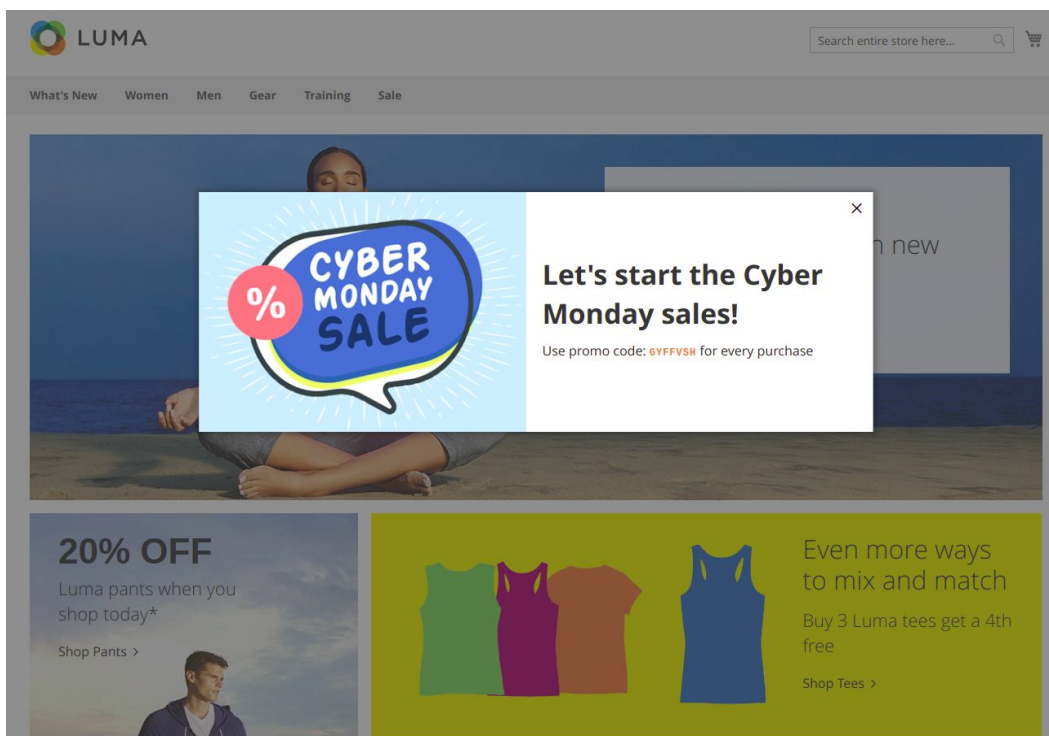 LUMA
Search entire store here...
What's New Women Men Gear Training Sale
new
CYBER
MONDAY
SALE
%
Let's start the Cyber
Monday sales!
Use promo code: GYFFVSH for every purchase
20% OFF
Luma pants when you
shop today*
Shop Pants >
Even more ways
to mix and match
Buy 3 Luma tees get a 4th
free
Shop Tees >